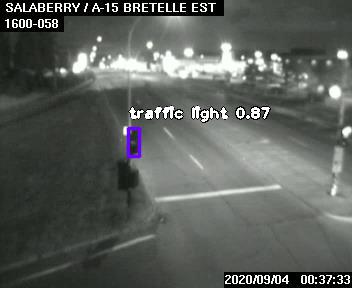 SALABERRY / A-15 BRETELLE EST
1600-058
traffic light 0.87
2020/09/04 00:37:33